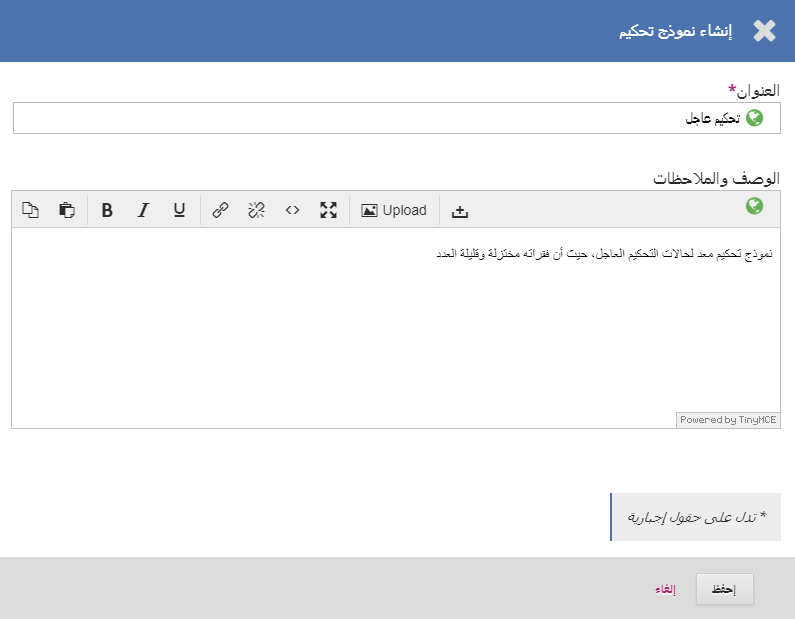 إنشاء نموذج تحكيم
العنوان*
تحكيم عاجل
الوصف والملاحظات
B I U Upload
نموذج تحكيم معد لحالات التحكيم العاجل، حيث أن فقراته مختزلة وقليلة العدد
Powered by TinyMCE
* تدل على حقول إجبارية
إحفظ
إلغاء